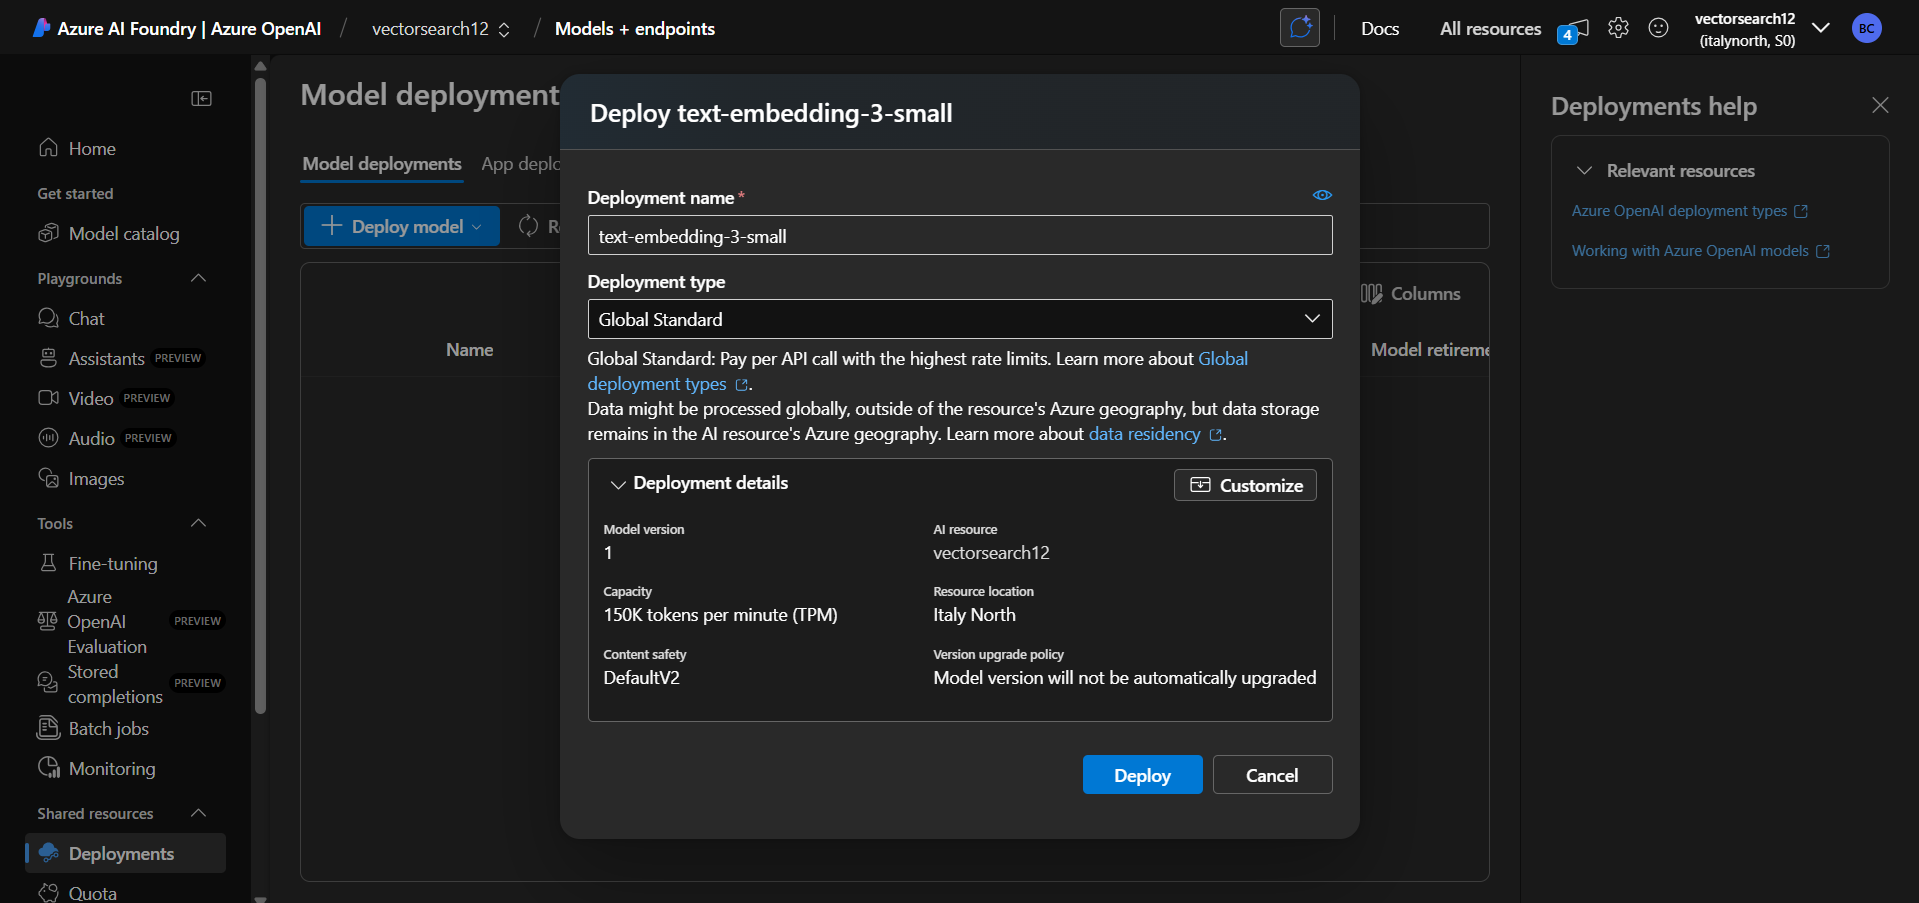 Azure AI Foundry | Azure OpenAI / vectorsearch12 / Models + endpoints
Docs
All resources
4
vectorsearch12
(italynorth, S0)
BC
Home
Get started
Model catalog
Playgrounds
Chat
Assistants PREVIEW
Video PREVIEW
Audio PREVIEW
Images
Tools
Fine-tuning
Azure
OpenAI PREVIEW
Evaluation
Stored
completions PREVIEW
Batch jobs
Monitoring
Shared resources
Deployments
Quota
Model deployment
Model deployments
App deplo
Deploy model
R
Columns
Name
Model retireme
Deploy text-embedding-3-small
Deployment name *
text-embedding-3-small
Deployment type
Global Standard
Global Standard: Pay per API call with the highest rate limits. Learn more about Global
deployment types .
Data might be processed globally, outside of the resource's Azure geography, but data storage
remains in the AI resource's Azure geography. Learn more about data residency .
Deployment details
Customize
Model version
1
AI resource
vectorsearch12
Capacity
150K tokens per minute (TPM)
Resource location
Italy North
Content safety
DefaultV2
Version upgrade policy
Model version will not be automatically upgraded
Deploy
Cancel
Deployments help
Relevant resources
Azure OpenAI deployment types
Working with Azure OpenAI models